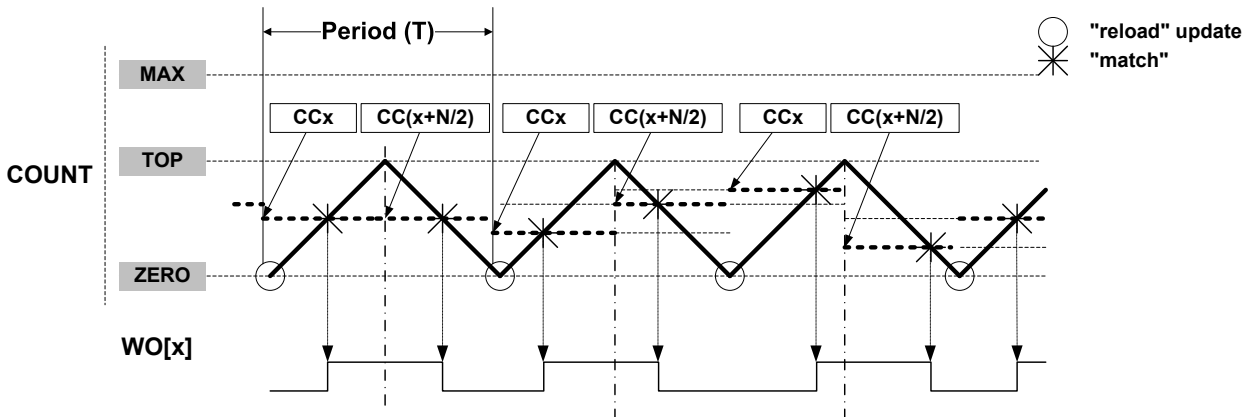 Period (T)
"reload" update
"match"
MAX
CCx
CC(x+N/2)
CCx
CC(x+N/2)
CCx
CC(x+N/2)
TOP
COUNT
ZERO
WO[x]